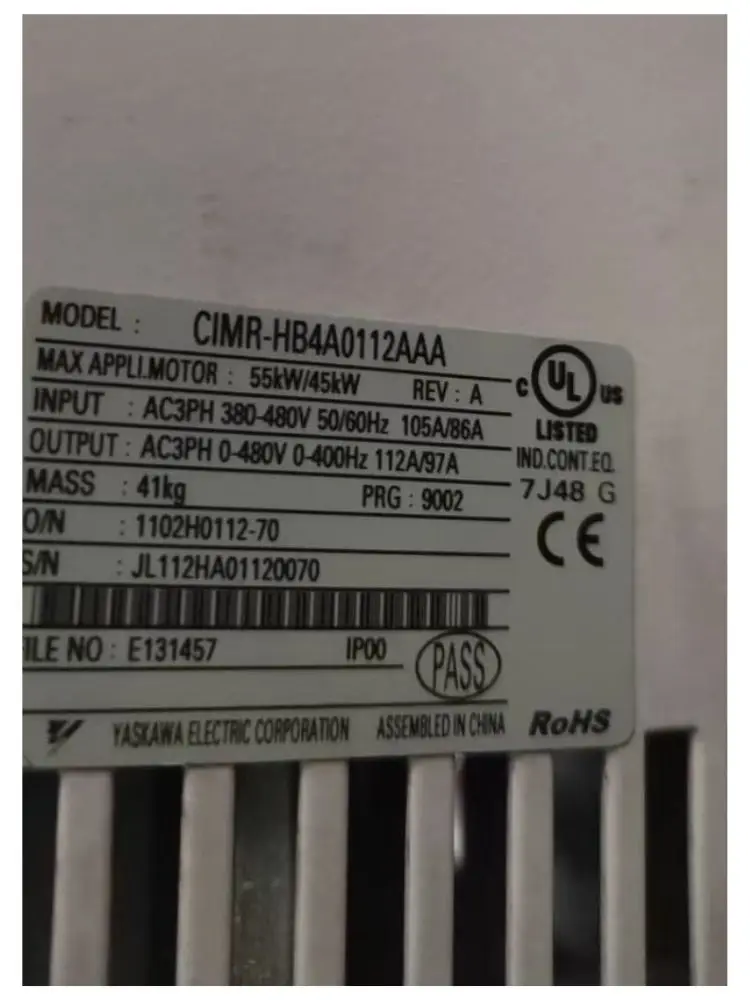 MODEL : CIMR-HB4A0112AAA
MAX APPLI.MOTOR : 55kW/45kW REV : A
INPUT : AC3PH 380-480V 50/60Hz 105A/86A
OUTPUT : AC3PH 0-480V 0-400Hz 112A/97A
MASS : 41kg PRG : 9002
O/N : 1102H0112-70
S/N : JL112HA01120070
FILE NO : E131457 IP00
PASS
YASKAWA ELECTRIC CORPORATION ASSEMBLED IN CHINA
C UL US
LISTED
IND.CONT.EQ.
7J48 G
CE
RoHS